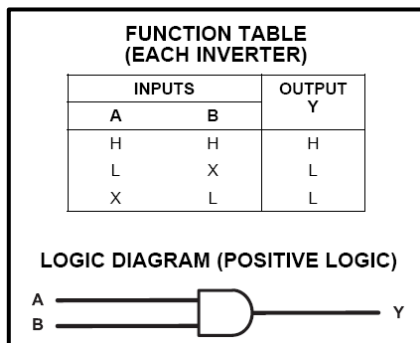 FUNCTION TABLE
(EACH INVERTER)
INPUTS OUTPUT
A B Y
H H H
L X L
X L L
LOGIC DIAGRAM (POSITIVE LOGIC)
A
B
Y